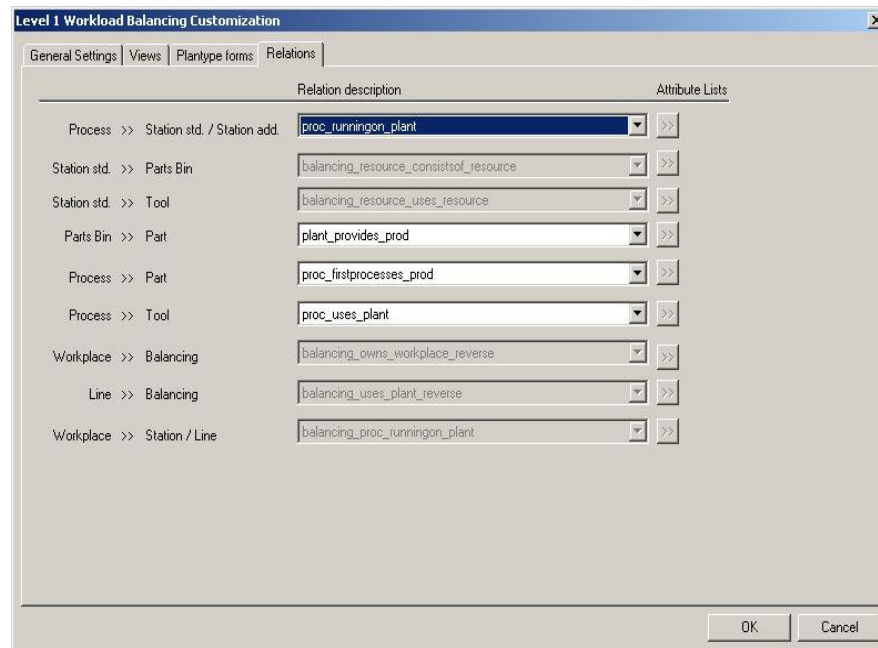 Level 1 Workload Balancing Customization
General Settings Views Plantype forms Relations
Relation description Attribute Lists
Process >> Station std. / Station add. proc_runningon_plant >>
Station std. >> Parts Bin balancing_resource_consistsof_resource >>
Station std. >> Tool balancing_resource_uses_resource >>
Parts Bin >> Part plant_provides_prod >>
Process >> Part proc_firstprocesses_prod >>
Process >> Tool proc_uses_plant >>
Workplace >> Balancing balancing_owns_workplace_reverse >>
Line >> Balancing balancing_uses_plant_reverse >>
Workplace >> Station / Line balancing_proc_runningon_plant >>
OK Cancel